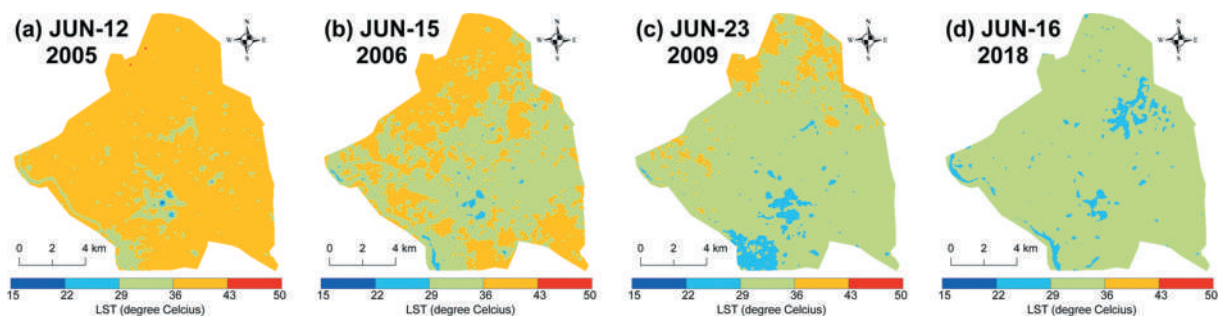 (a) JUN-12
2005
N
W E
S
0 2 4 km
15 22 29 36 43 50
LST (degree Celcius)
(b) JUN-15
2006
N
W E
S
0 2 4 km
15 22 29 36 43 50
LST (degree Celcius)
(c) JUN-23
2009
N
W E
S
0 2 4 km
15 22 29 36 43 50
LST (degree Celcius)
(d) JUN-16
2018
N
W E
S
0 2 4 km
15 22 29 36 43 50
LST (degree Celcius)